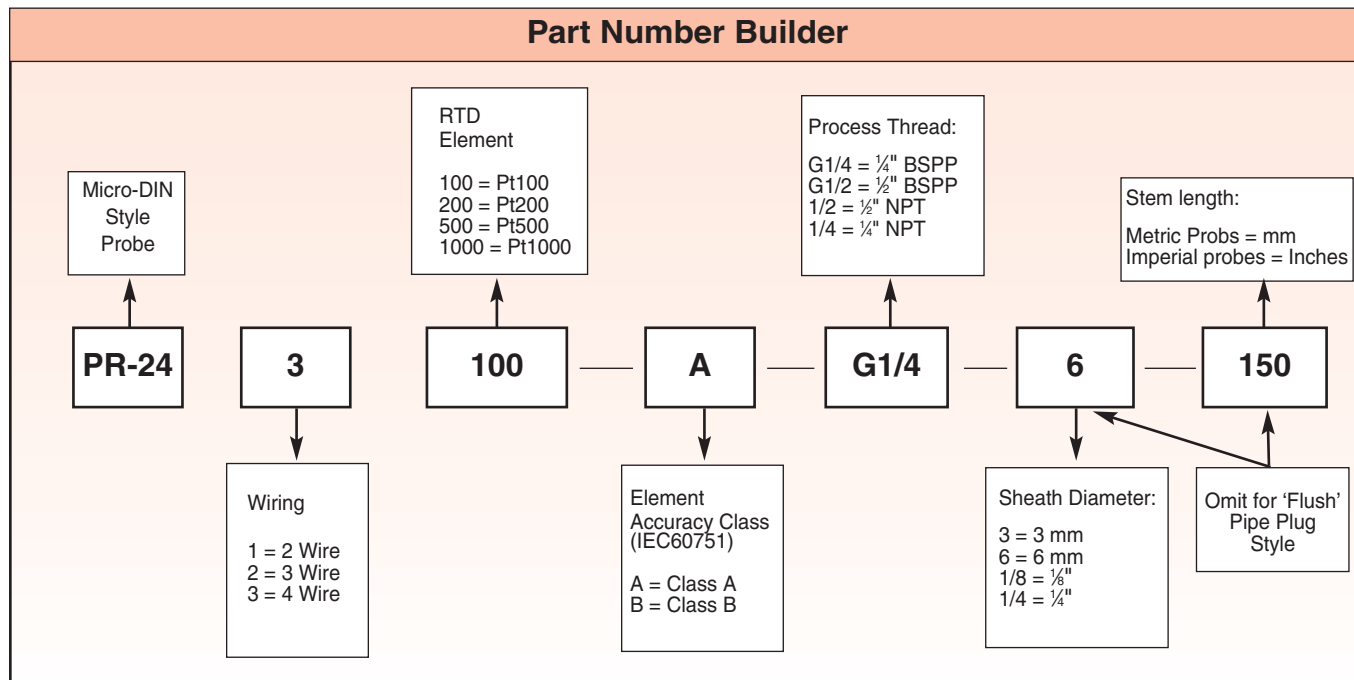 Part Number Builder
Micro-DIN
Style
Probe
RTD
Element
100 = Pt100
200 = Pt200
500 = Pt500
1000 = Pt1000
Process Thread:
G1/4 = ¼" BSPP
G1/2 = ½" BSPP
1/2 = ½" NPT
1/4 = ¼" NPT
Stem length:
Metric Probs = mm
Imperial probes = Inches
PR-24 3 100 — A — G1/4 — 6 — 150
Wiring
1 = 2 Wire
2 = 3 Wire
3 = 4 Wire
Element
Accuracy Class
(IEC60751)
A = Class A
B = Class B
Sheath Diameter:
3 = 3 mm
6 = 6 mm
1/8 = ⅛"
1/4 = ¼"
Omit for ‘Flush’
Pipe Plug
Style